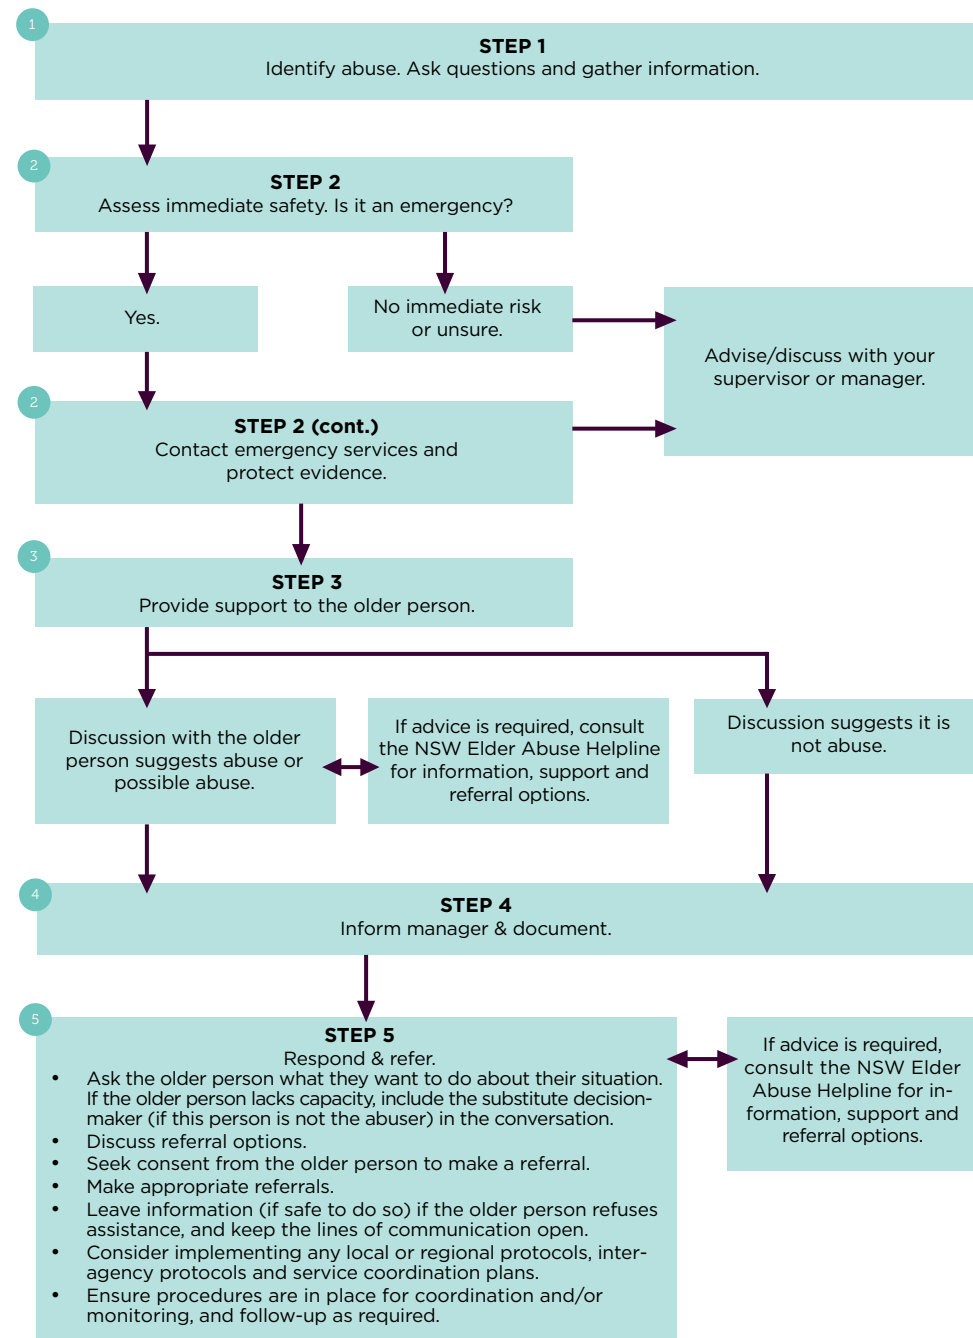 1
STEP 1
Identify abuse. Ask questions and gather information.
2
STEP 2
Assess immediate safety. Is it an emergency?
Yes.
No immediate risk
or unsure.
Advise/discuss with your
supervisor or manager.
2
STEP 2 (cont.)
Contact emergency services and
protect evidence.
3
STEP 3
Provide support to the older person.
Discussion with the older
person suggests abuse or
possible abuse.
If advice is required, consult
the NSW Elder Abuse Helpline
for information, support and
referral options.
Discussion suggests it is
not abuse.
4
STEP 4
Inform manager & document.
5
STEP 5
Respond & refer.
• Ask the older person what they want to do about their situation.
If the older person lacks capacity, include the substitute decision-
maker (if this person is not the abuser) in the conversation.
• Discuss referral options.
• Seek consent from the older person to make a referral.
• Make appropriate referrals.
• Leave information (if safe to do so) if the older person refuses
assistance, and keep the lines of communication open.
• Consider implementing any local or regional protocols, inter-
agency protocols and service coordination plans.
• Ensure procedures are in place for coordination and/or
monitoring, and follow-up as required.
If advice is required,
consult the NSW Elder
Abuse Helpline for in-
formation, support and
referral options.